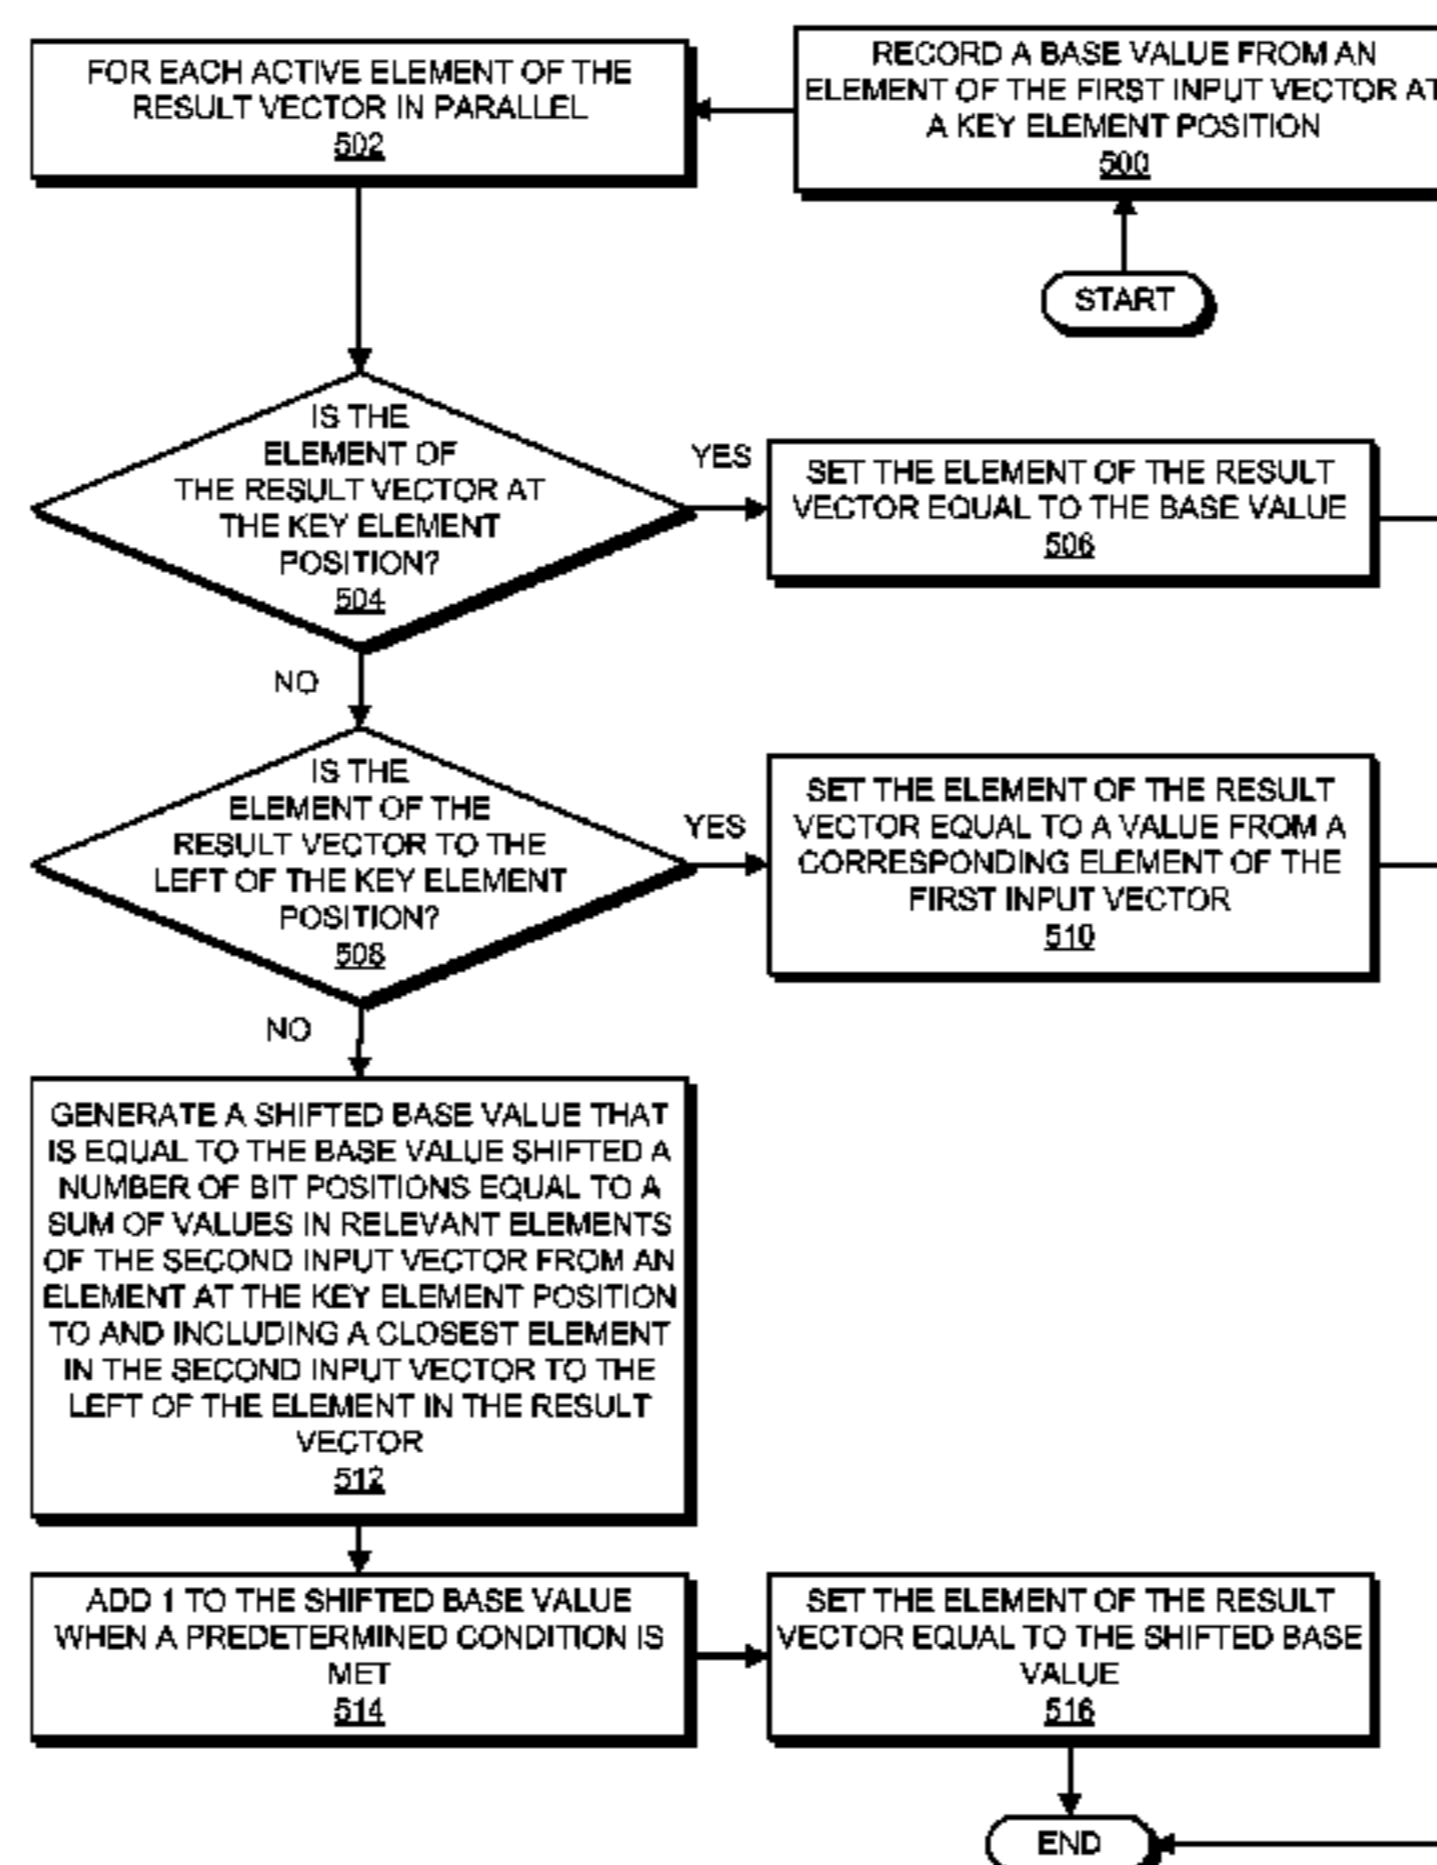 RECORD A BASE VALUE FROM AN
ELEMENT OF THE FIRST INPUT VECTOR AT
A KEY ELEMENT POSITION
500
START
FOR EACH ACTIVE ELEMENT OF THE
RESULT VECTOR IN PARALLEL
502
IS THE
ELEMENT OF
THE RESULT VECTOR AT
THE KEY ELEMENT
POSITION?
504
YES
SET THE ELEMENT OF THE RESULT
VECTOR EQUAL TO THE BASE VALUE
506
NO
IS THE
ELEMENT OF THE
RESULT VECTOR TO THE
LEFT OF THE KEY ELEMENT
POSITION?
508
YES
SET THE ELEMENT OF THE RESULT
VECTOR EQUAL TO A VALUE FROM A
CORRESPONDING ELEMENT OF THE
FIRST INPUT VECTOR
510
NO
GENERATE A SHIFTED BASE VALUE THAT
IS EQUAL TO THE BASE VALUE SHIFTED A
NUMBER OF BIT POSITIONS EQUAL TO A
SUM OF VALUES IN RELEVANT ELEMENTS
OF THE SECOND INPUT VECTOR FROM AN
ELEMENT AT THE KEY ELEMENT POSITION
TO AND INCLUDING A CLOSEST ELEMENT
IN THE SECOND INPUT VECTOR TO THE
LEFT OF THE ELEMENT IN THE RESULT
VECTOR
512
ADD 1 TO THE SHIFTED BASE VALUE
WHEN A PREDETERMINED CONDITION IS
MET
514
SET THE ELEMENT OF THE RESULT
VECTOR EQUAL TO THE SHIFTED BASE
VALUE
516
END